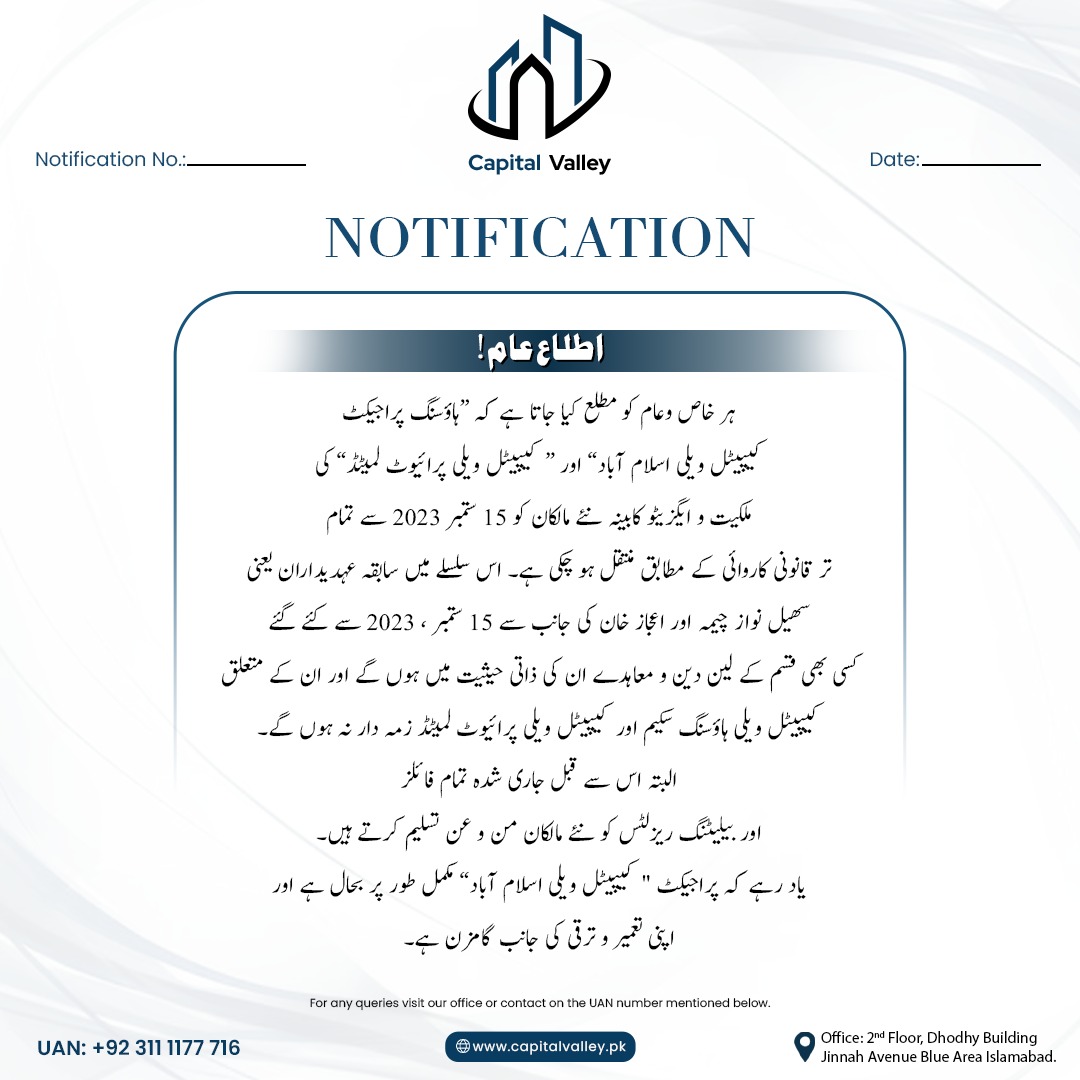 Capital Valley
Notification No.:
Date:
NOTIFICATION
اطلاع عام!
ہر خاص وعام کو مطلع کیا جاتا ہے کہ ”ہاؤسنگ پراجیکٹ
کیپیٹل ویلی اسلام آباد“ اور ” کیپیٹل ویلی پرائیوٹ لمیٹڈ“ کی
ملکیت و ایگزیٹو کابینہ نئے مالکان کو 15 ستمبر 2023 سے تمام
تر قانونی کاروائی کے مطابق منتقل ہو چکی ہے۔ اس سلسلے میں سابقہ عہدیداران یعنی
سھیل نواز چیمہ اور اعجاز خان کی جانب سے 15 ستمبر ، 2023 سے کئے گئے
کسی بھی قسم کے لین دین و معاہدے ان کی ذاتی حیثیت میں ہوں گے اور ان کے متعلق
کیپیٹل ویلی ہاؤسنگ سکیم اور کیپیٹل ویلی پرائیوٹ لمیٹڈ زمہ دار نہ ہوں گے۔
البتہ اس سے قبل جاری شدہ تمام فائلز
اور بیلیٹنگ ریزلٹس کو نئے مالکان من و عن تسلیم کرتے ہیں۔
یاد رہے کہ پراجیکٹ " کیپیٹل ویلی اسلام آباد“ مکمل طور پر بحال ہے اور
اپنی تعمیر و ترقی کی جانب گامزن ہے۔
For any queries visit our office or contact on the UAN number mentioned below.
UAN: +92 311 1177 716
www.capitalvalley.pk
Office: 2nd Floor, Dhodhy Building
Jinnah Avenue Blue Area Islamabad.